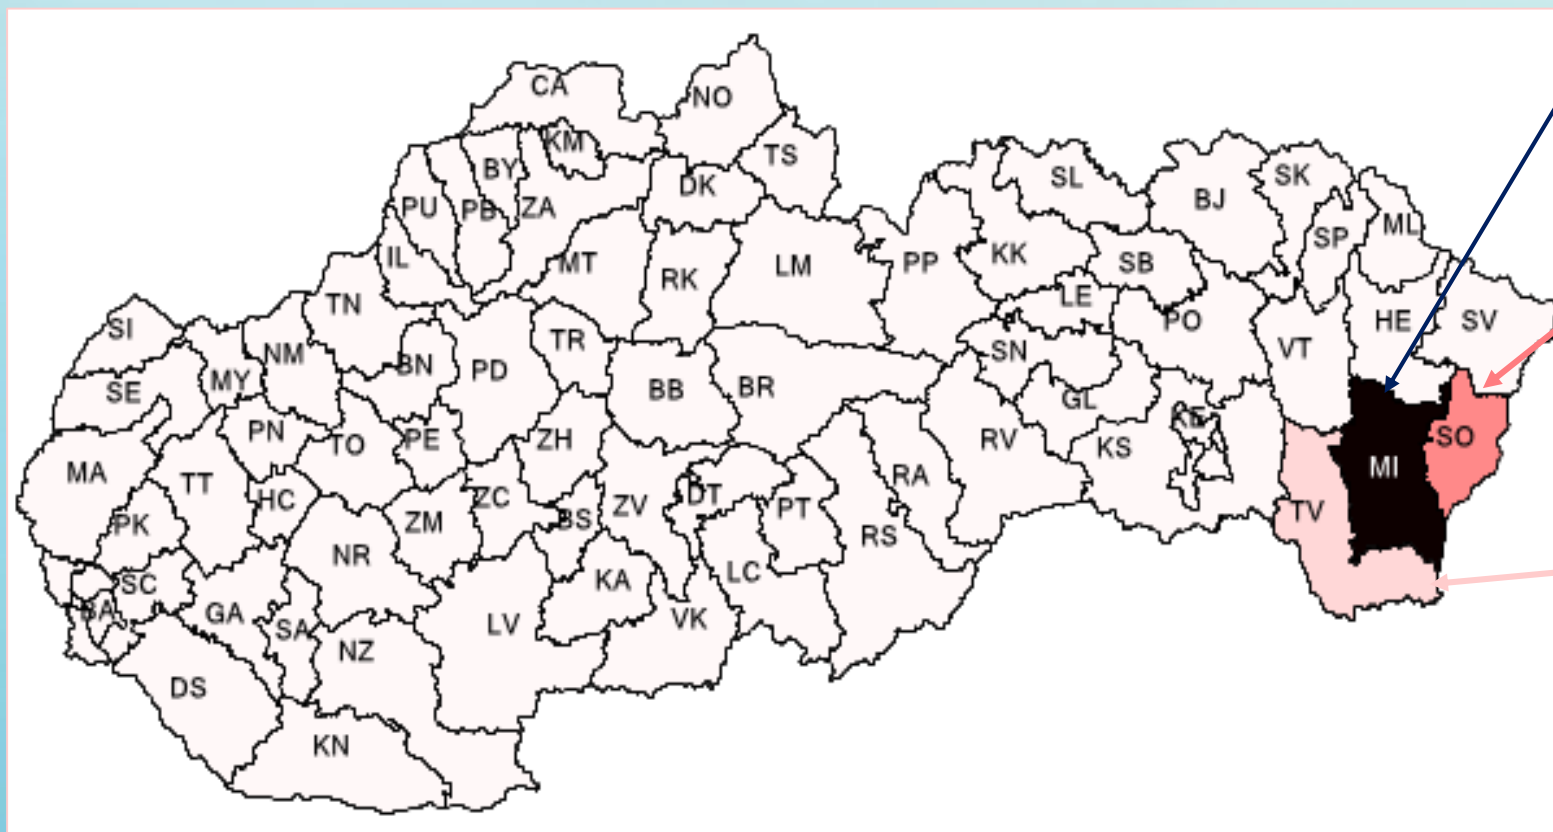 CA
NO
KM
TS
BY
DK
SL
SK
BJ
PU
PB
ZA
ML
SP
IL
MT
RK
LM
PP
KK
SB
TN
LE
SI
PO
HE
SV
TR
NM
BN
PD
SN
VT
MY
SE
BB
BR
GL
KE
PN
TO
PE
ZH
RV
KS
SO
MA
TT
HC
ZC
DT
RA
MI
PK
ZM
BS
ZV
PT
TV
RS
NR
SC
KA
LC
BA
GA
SA
LV
VK
NZ
DS
KN